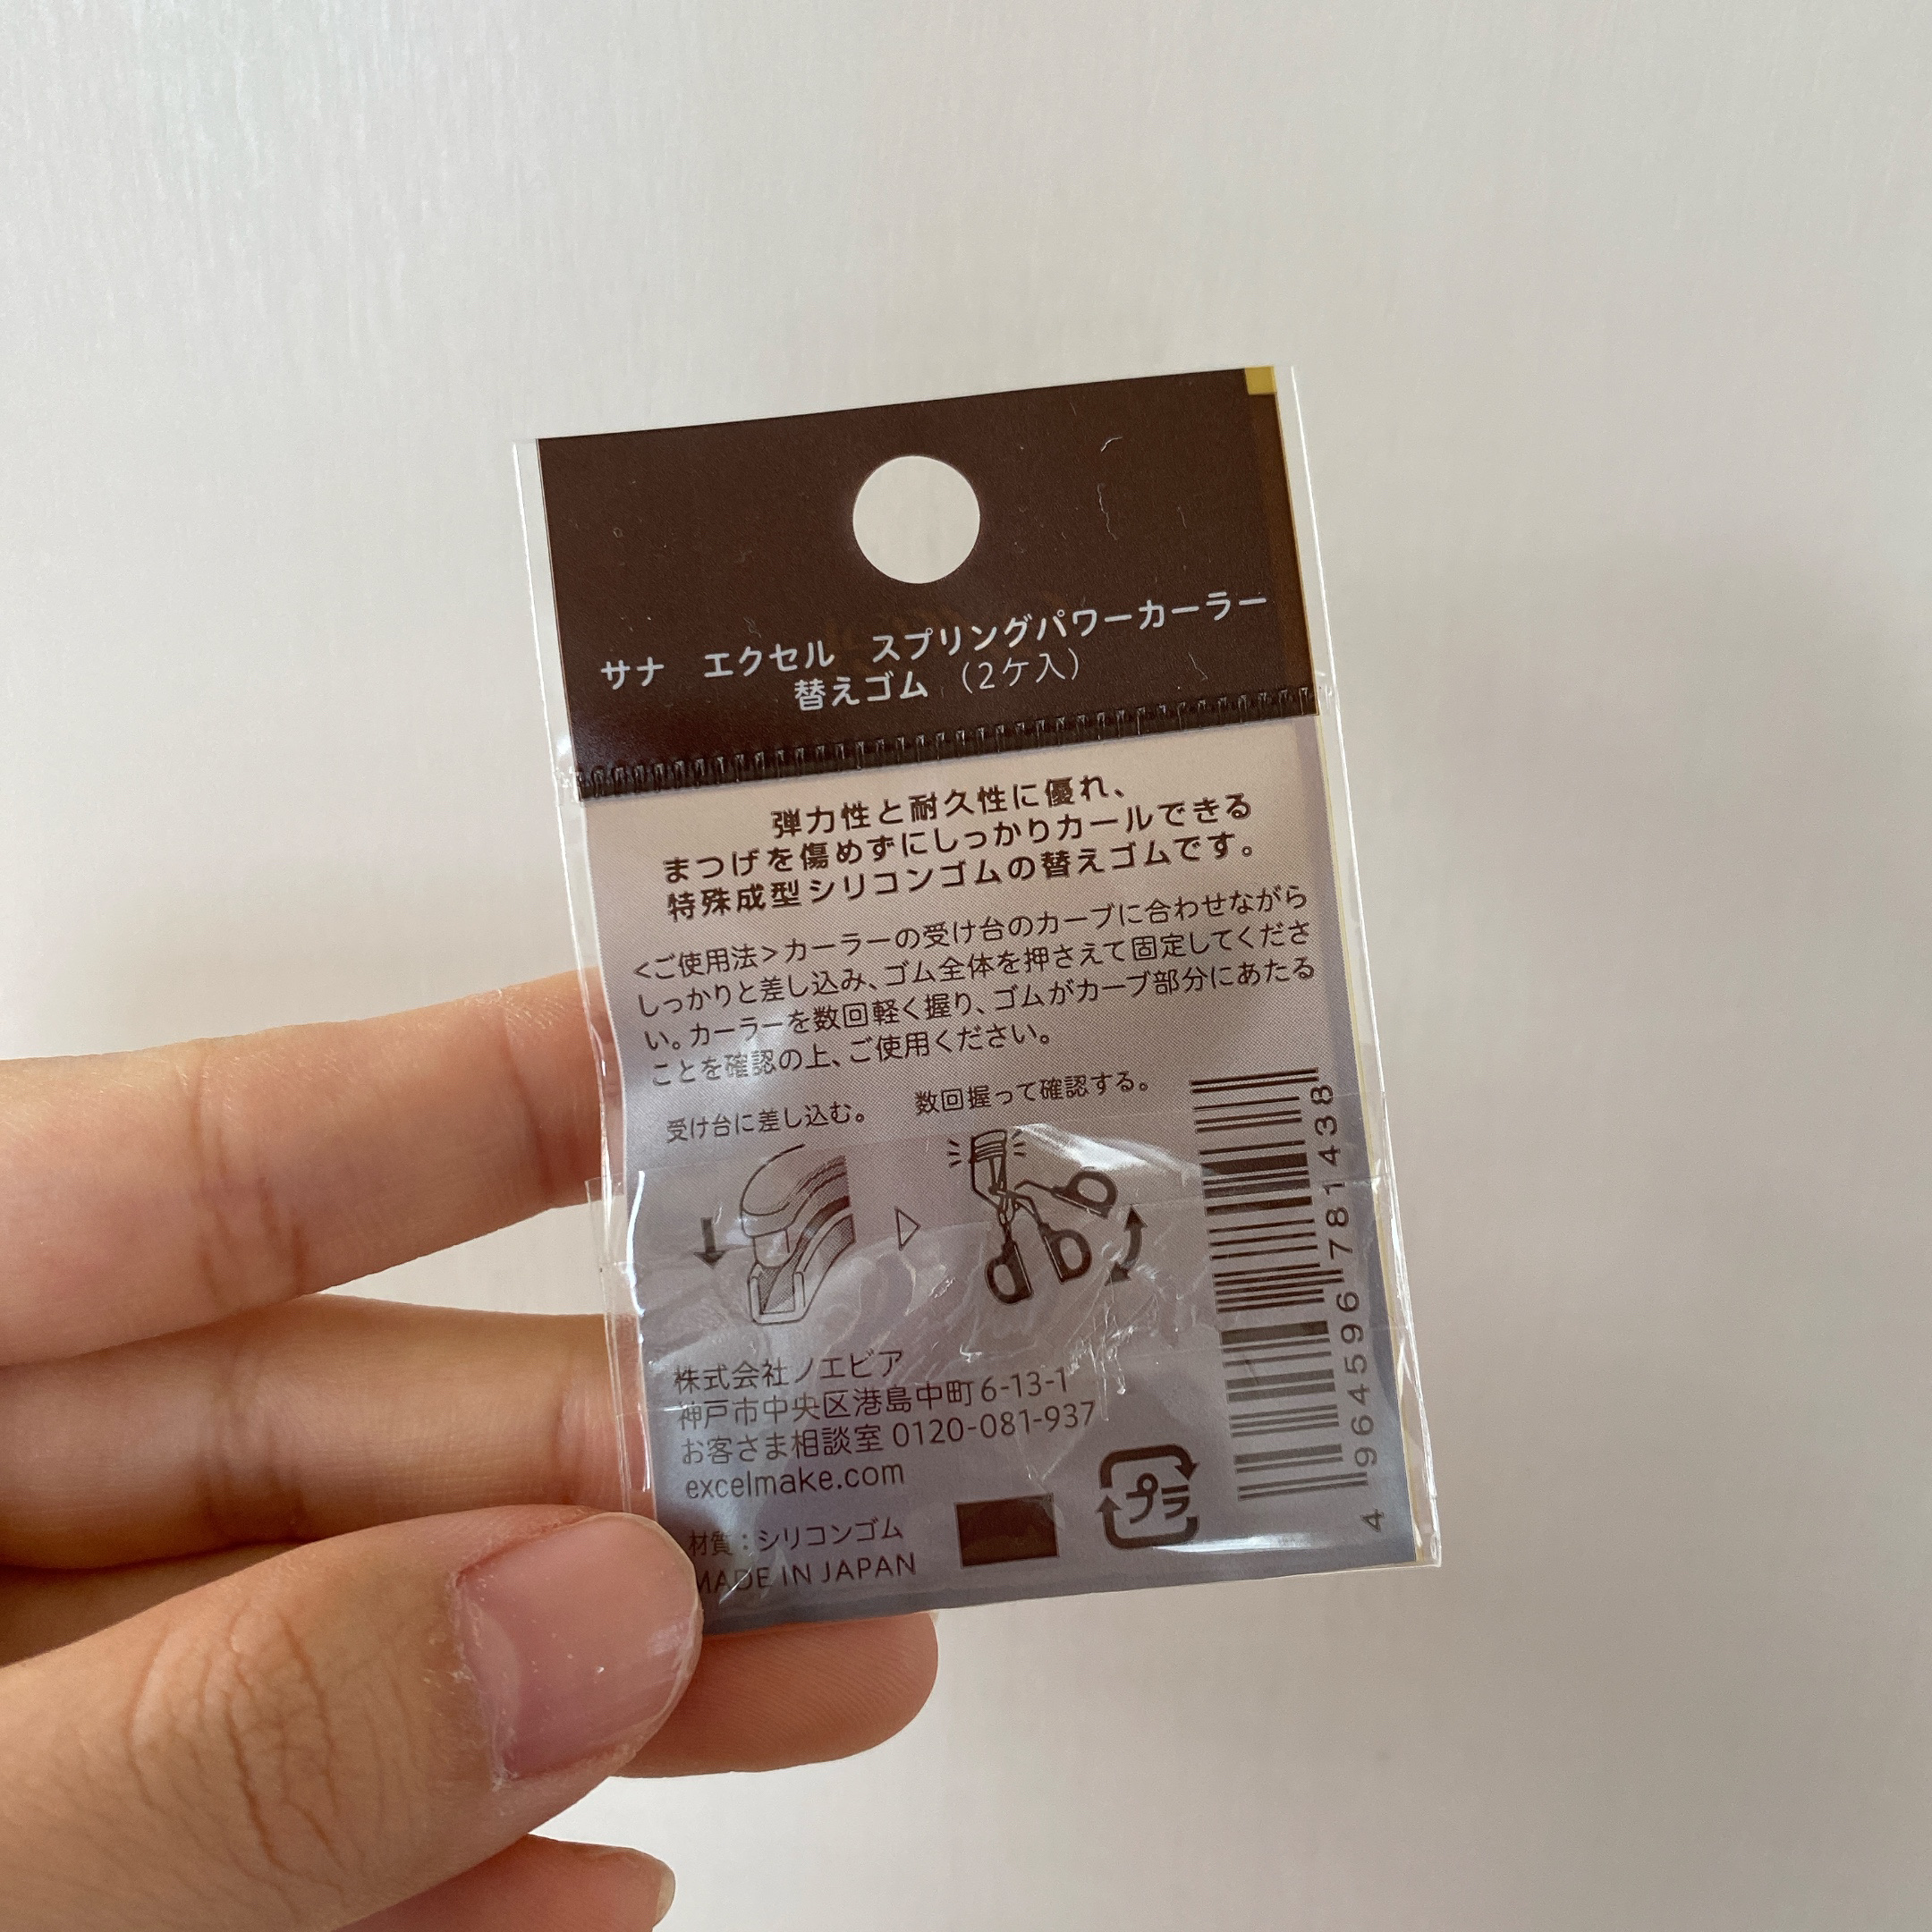 サナ　エクセル　スプリングパワーカーラー
替えゴム（2ケ入）
弾力性と耐久性に優れ、
まつげを傷めずにしっかりカールできる
特殊成型シリコンゴムの替えゴムです。
<ご使用法>カーラーの受け台のカーブに合わせながら
しっかりと差し込み、ゴム全体を押さえて固定してくださ
い。カーラーを数回軽く握り、ゴムがカーブ部分にあたる
ことを確認の上、ご使用ください。
受け台に差し込む。
数回握って確認する。
株式会社ノエビア
神戸市中央区港島中町6-13-1
お客さま相談室 0120-081-937
excelmake.com
材質：シリコンゴム
MADE IN JAPAN
プラ
4 964596 781438